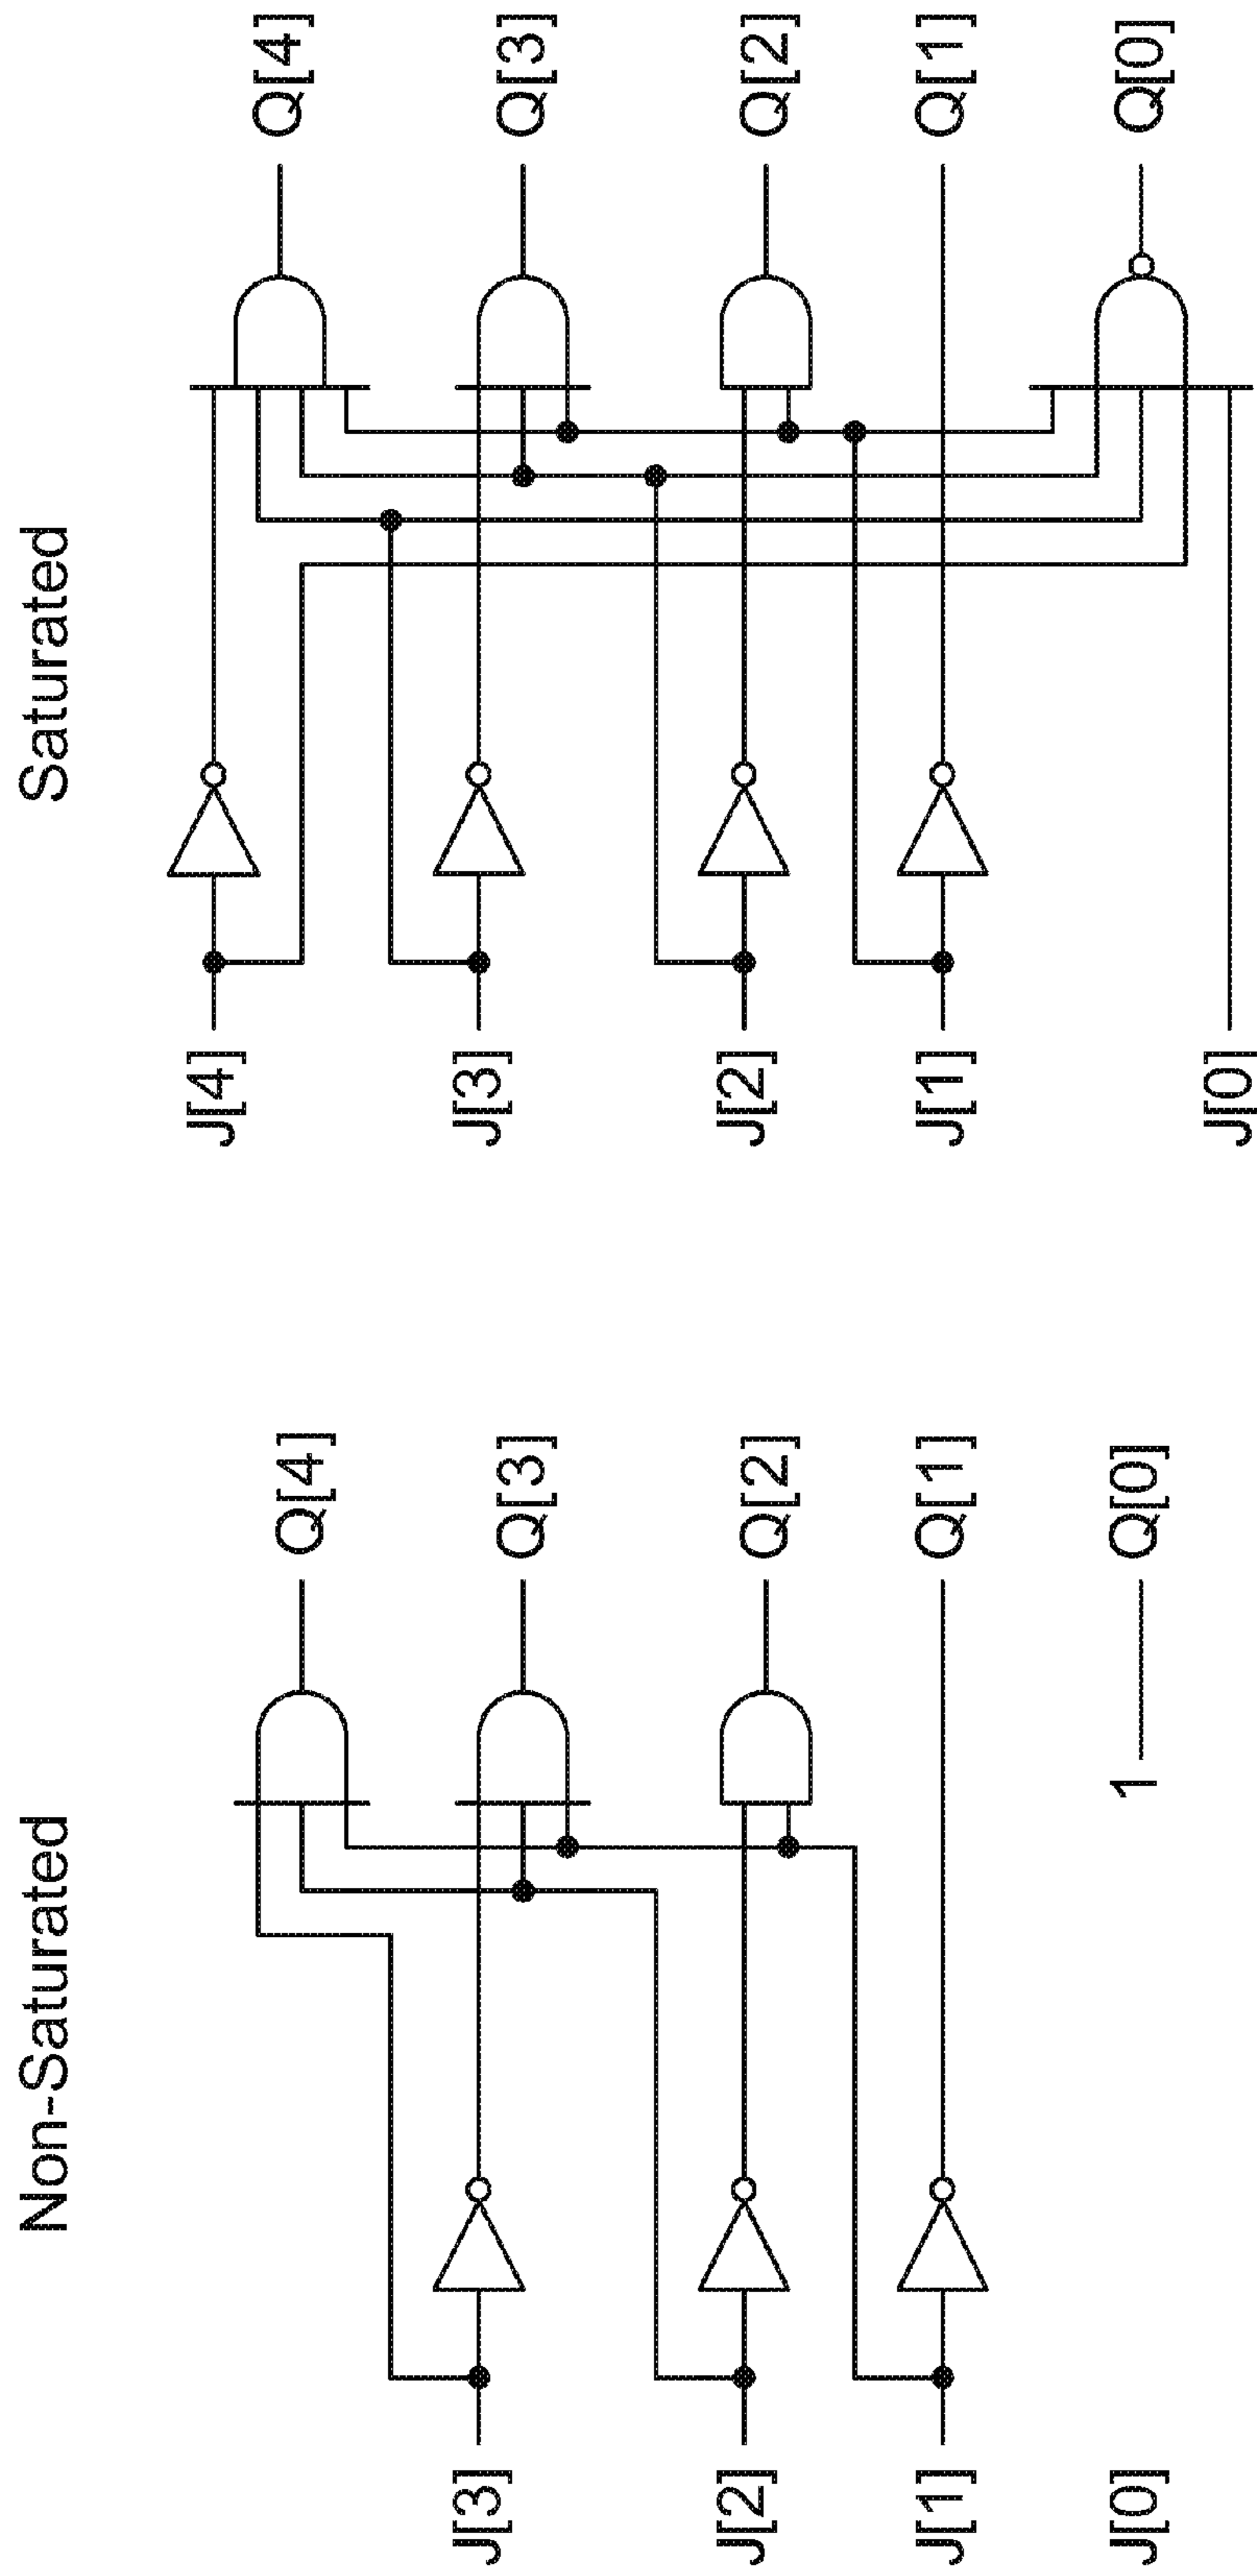 Non-Saturated
J[3]
J[2]
J[1]
J[0]
Q[4]
Q[3]
Q[2]
Q[1]
1
Q[0]
Saturated
J[4]
J[3]
J[2]
J[1]
J[0]
Q[4]
Q[3]
Q[2]
Q[1]
Q[0]